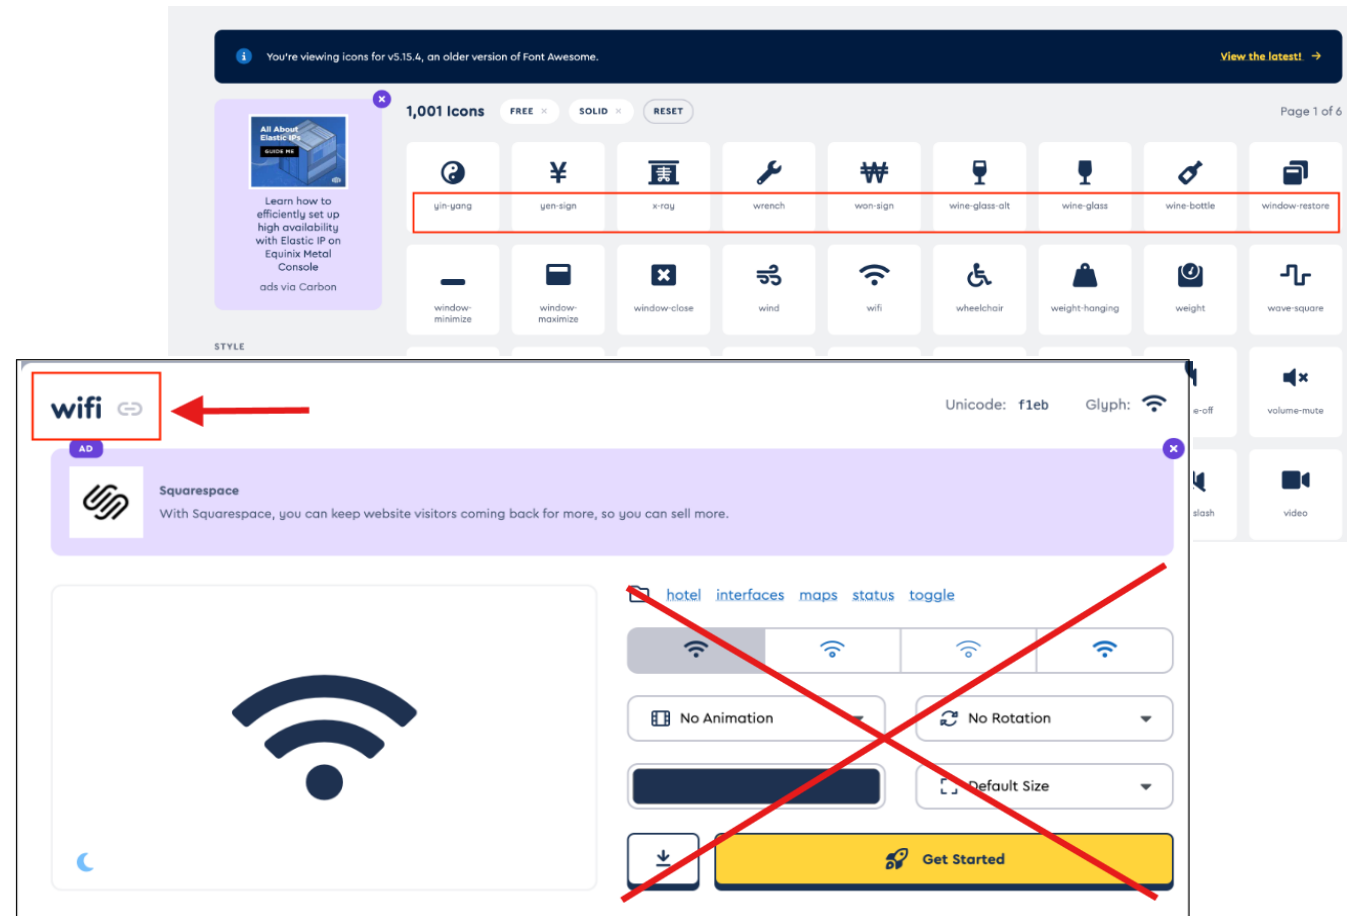 You're viewing icons for v5.15.4, an older version of Font Awesome.
View the latest!
All About
Elastic IPs
GUIDE ME
Learn how to
efficiently set up
high availability
with Elastic IP on
Equinix Metal
Console
ads via Carbon
STYLE
1,001 Icons
FREE
SOLID
RESET
Page 1 of 6
yin-yang
yen-sign
x-ray
wrench
won-sign
wine-glass-alt
wine-glass
wine-bottle
window-restore
window-
minimize
window-
maximize
window-close
wind
wifi
wheelchair
weight-hanging
weight
wave-square
e-off
volume-mute
slash
video
wifi
Unicode: f1eb
Glyph:
AD
Squarespace
With Squarespace, you can keep website visitors coming back for more, so you can sell more.
hotel interfaces maps status toggle
No Animation
No Rotation
Default Size
Get Started